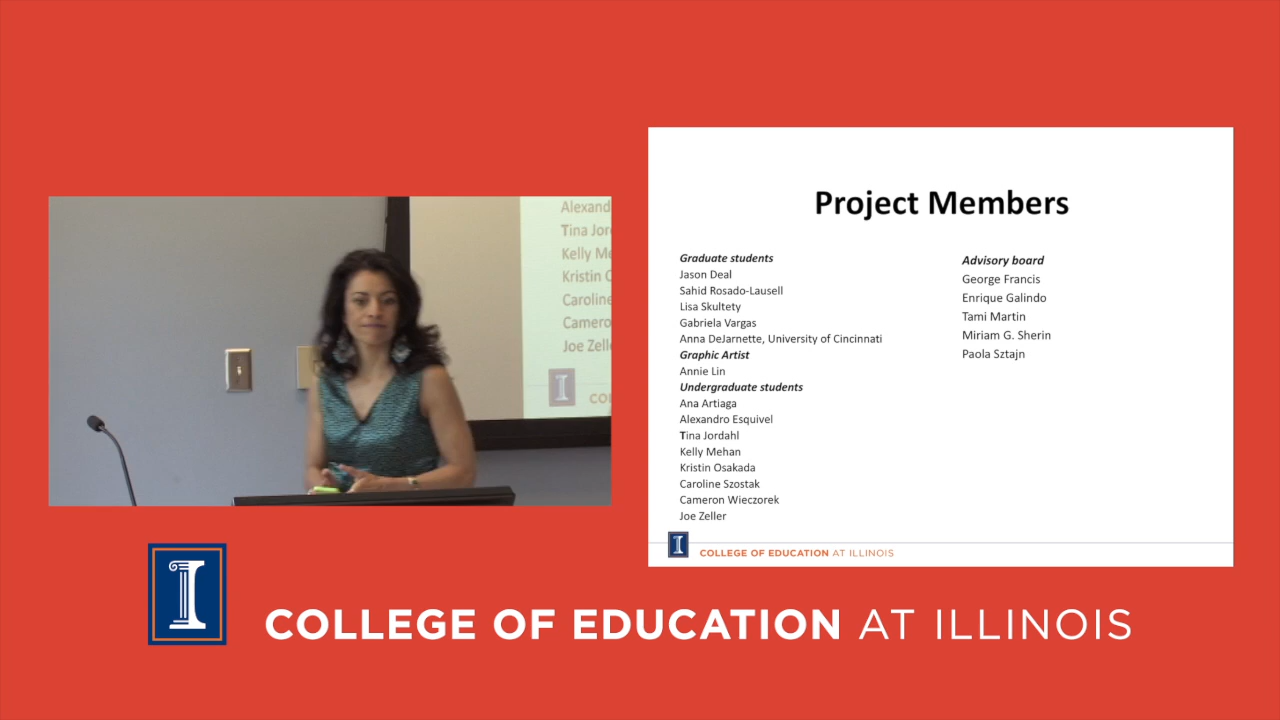 Alexand
Tina Jor
Kelly Me
Kristin
Caroline
Camero
Joe Zell
Project Members
Graduate students
Jason Deal
Sahid Rosado-Lausell
Lisa Skultety
Gabriela Vargas
Anna DeJarnette, University of Cincinnati
Graphic Artist
Annie Lin
Undergraduate students
Ana Artiaga
Alexandro Esquivel
Tina Jordahl
Kelly Mehan
Kristin Osakada
Caroline Szostak
Cameron Wieczorek
Joe Zeller
Advisory board
George Francis
Enrique Galindo
Tami Martin
Miriam G. Sherin
Paola Sztajn
COLLEGE OF EDUCATION AT ILLINOIS
COLLEGE OF EDUCATION AT ILLINOIS